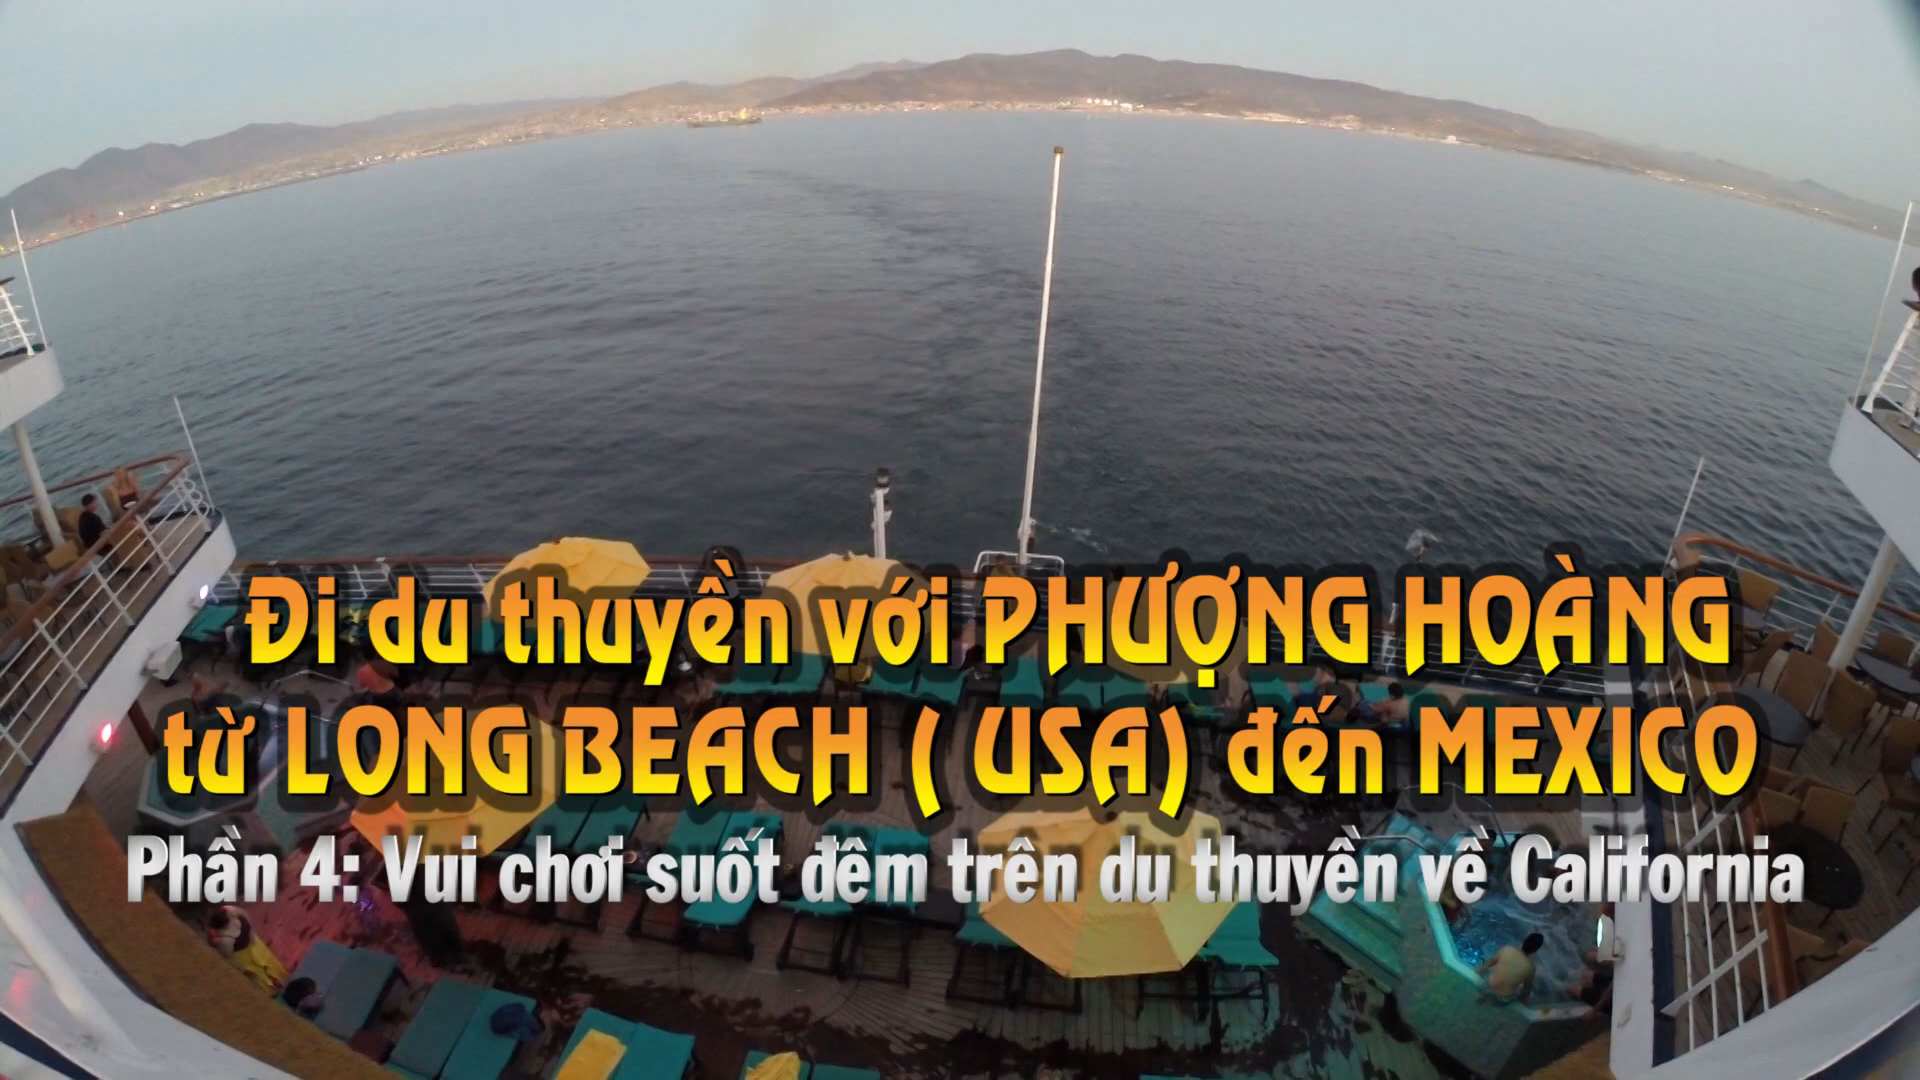 Đi du thuyền với PHƯỢNG HOÀNG
từ LONG BEACH ( USA) đến MEXICO
Phần 4: Vui chơi suốt đêm trên du thuyền về California